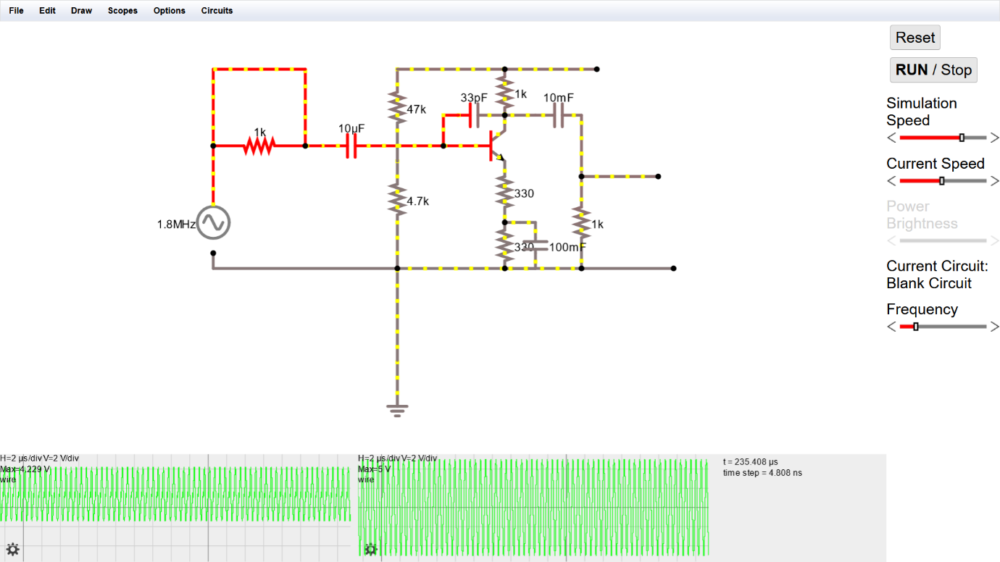 File Edit Draw Scopes Options Circuits
Reset
RUN / Stop
Simulation
Speed
Current Speed
Power
Brightness
Current Circuit:
Blank Circuit
Frequency
1k
33pF
10mF
47k
1k
10µF
330
4.7k
1.8MHz
1k
330
100mF
H=2 µs/div V=2 V/div
Max=4.229 V
wire
H=2 µs/div V=2 V/div
Max=5 V
wire
t = 235.408 µs
time step = 4.808 ns